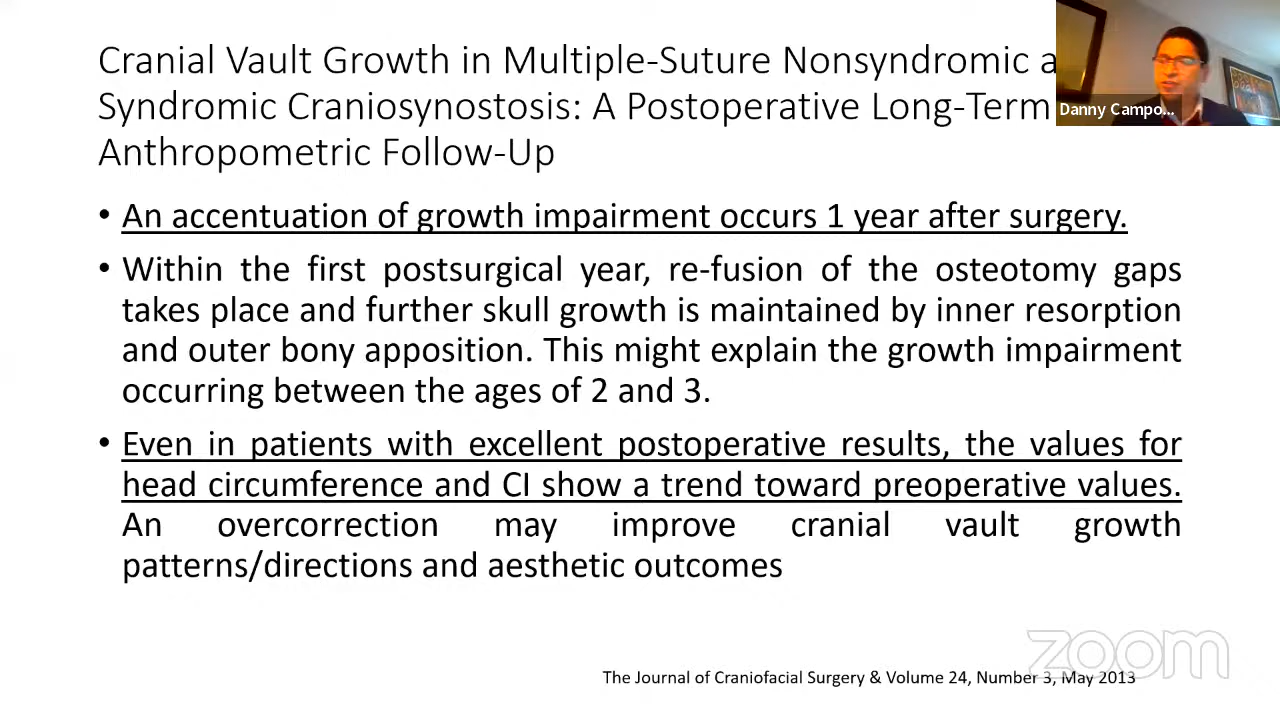 Cranial Vault Growth in Multiple-Suture Nonsyndromic a
Syndromic Craniosynostosis: A Postoperative Long-Term
Anthropometric Follow-Up
Danny Campo...
• An accentuation of growth impairment occurs 1 year after surgery.
• Within the first postsurgical year, re-fusion of the osteotomy gaps
takes place and further skull growth is maintained by inner resorption
and outer bony apposition. This might explain the growth impairment
occurring between the ages of 2 and 3.
• Even in patients with excellent postoperative results, the values for
head circumference and CI show a trend toward preoperative values.
An overcorrection may improve cranial vault growth
patterns/directions and aesthetic outcomes
zoom
The Journal of Craniofacial Surgery & Volume 24, Number 3, May 2013